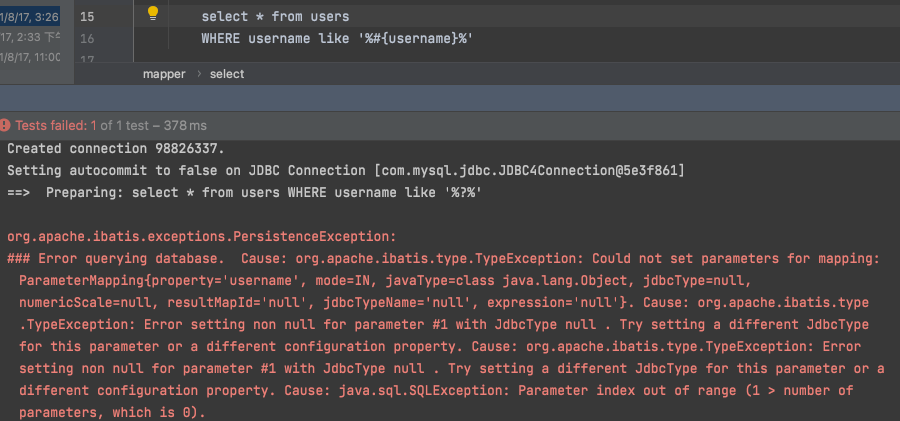 1/8/17, 3:26
15 select * from users
17, 2:33 下午
16 WHERE username like '%#{username}%'
1/8/17, 11:00
17
mapper › select
Tests failed: 1 of 1 test – 378 ms
Created connection 98826337.
Setting autocommit to false on JDBC Connection [com.mysql.jdbc.JDBC4Connection@5e3f861]
==>  Preparing: select * from users WHERE username like '%?%'
org.apache.ibatis.exceptions.PersistenceException:
### Error querying database.  Cause: org.apache.ibatis.type.TypeException: Could not set parameters for mapping:
ParameterMapping{property='username', mode=IN, javaType=class java.lang.Object, jdbcType=null,
numericScale=null, resultMapId='null', jdbcTypeName='null', expression='null'}. Cause: org.apache.ibatis.type
.TypeException: Error setting non null for parameter #1 with JdbcType null . Try setting a different JdbcType
for this parameter or a different configuration property. Cause: org.apache.ibatis.type.TypeException: Error
setting non null for parameter #1 with JdbcType null . Try setting a different JdbcType for this parameter or a
different configuration property. Cause: java.sql.SQLException: Parameter index out of range (1 > number of
parameters, which is 0).